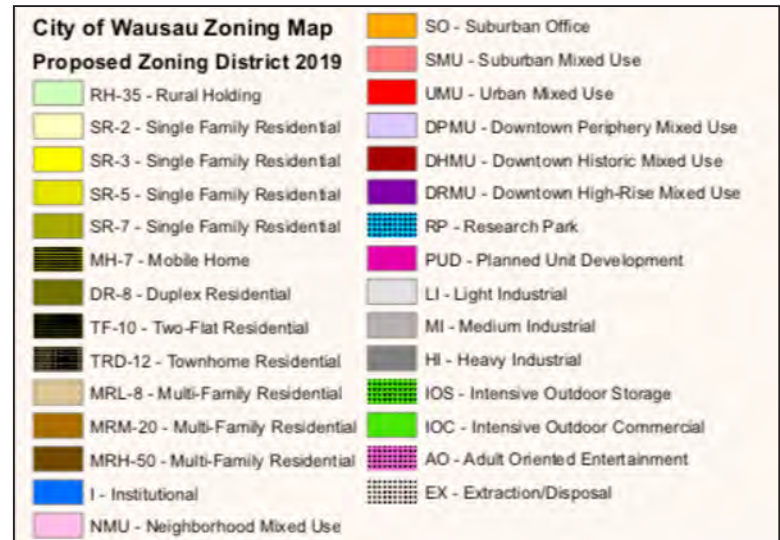 City of Wausau Zoning Map
Proposed Zoning District 2019
RH-35 - Rural Holding
SR-2 - Single Family Residential
SR-3 - Single Family Residential
SR-5 - Single Family Residential
SR-7 - Single Family Residential
MH-7 - Mobile Home
DR-8 - Duplex Residential
TF-10 - Two-Flat Residential
TRD-12 - Townhome Residential
MRL-8 - Multi-Family Residential
MRM-20 - Multi-Family Residential
MRH-50 - Multi-Family Residential
I - Institutional
NMU - Neighborhood Mixed Use
SO - Suburban Office
SMU - Suburban Mixed Use
UMU - Urban Mixed Use
DPMU - Downtown Periphery Mixed Use
DHMU - Downtown Historic Mixed Use
DRMU - Downtown High-Rise Mixed Use
RP - Research Park
PUD - Planned Unit Development
LI - Light Industrial
MI - Medium Industrial
HI - Heavy Industrial
IOS - Intensive Outdoor Storage
IOC - Intensive Outdoor Commercial
AO - Adult Oriented Entertainment
EX - Extraction/Disposal